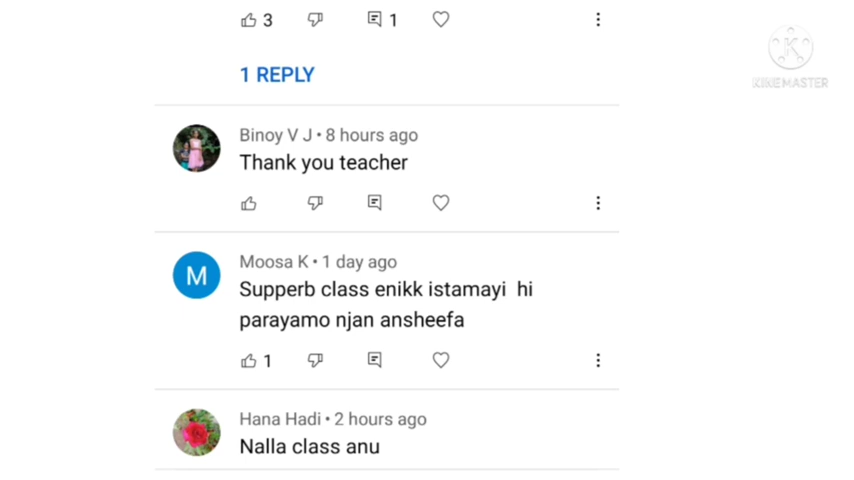 3
1
1 REPLY
Binoy V J • 8 hours ago
Thank you teacher
M
Moosa K • 1 day ago
Supperb class enikk istamayi hi
parayamo njan ansheefa
1
Hana Hadi • 2 hours ago
Nalla class anu
K
KINEMASTER